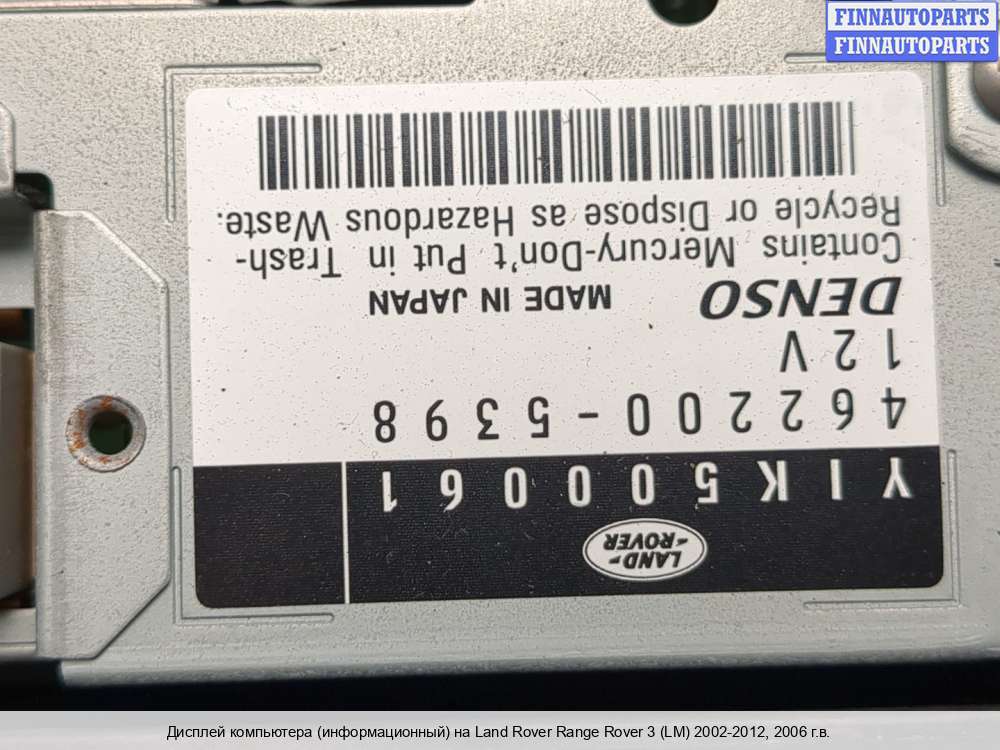 FINNAUTOPARTS
FINNAUTOPARTS
LAND-
-ROVER
YIK500061
462200-5398
12V
DENSO MADE IN JAPAN
Contains Mercury-Don't Put in Trash-
Recycle or Dispose as Hazardous Waste.
Дисплей компьютера (информационный) на Land Rover Range Rover 3 (LM) 2002-2012, 2006 г.в.